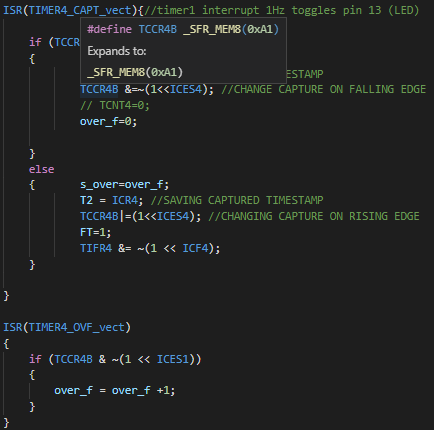 ISR(TIMER4_CAPT_vect){//timer1 interrupt 1Hz toggles pin 13 (LED)
#define TCCR4B _SFR_MEM8(0xA1)
if (TCCR
Expands to:
{
_SFR_MEM8(0xA1)
STAMP
TCCR4B &=~(1<<ICES4); //CHANGE CAPTURE ON FALLING EDGE
// TCNT4=0;
over_f=0;
}
else
{ s_over=over_f;
T2 = ICR4; //SAVING CAPTURED TIMESTAMP
TCCR4B|=(1<<ICES4); //CHANGING CAPTURE ON RISING EDGE
FT=1;
TIFR4 &= ~(1 << ICF4);
}
}
ISR(TIMER4_OVF_vect)
{
if (TCCR4B & ~(1 << ICES1))
{
over_f = over_f +1;
}
}